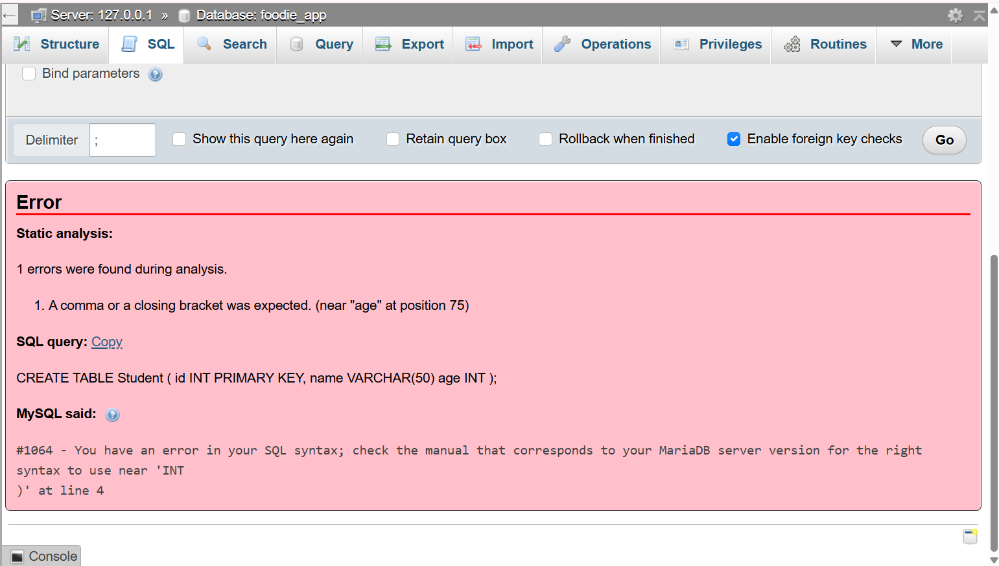 Server: 127.0.0.1 » Database: foodie_app
Structure SQL Search Query Export Import Operations Privileges Routines More
Bind parameters
Delimiter ; Show this query here again Retain query box Rollback when finished Enable foreign key checks Go
Error
Static analysis:
1 errors were found during analysis.
1. A comma or a closing bracket was expected. (near "age" at position 75)
SQL query: Copy
CREATE TABLE Student ( id INT PRIMARY KEY, name VARCHAR(50) age INT );
MySQL said:
#1064 - You have an error in your SQL syntax; check the manual that corresponds to your MariaDB server version for the right
syntax to use near 'INT
)' at line 4
Console